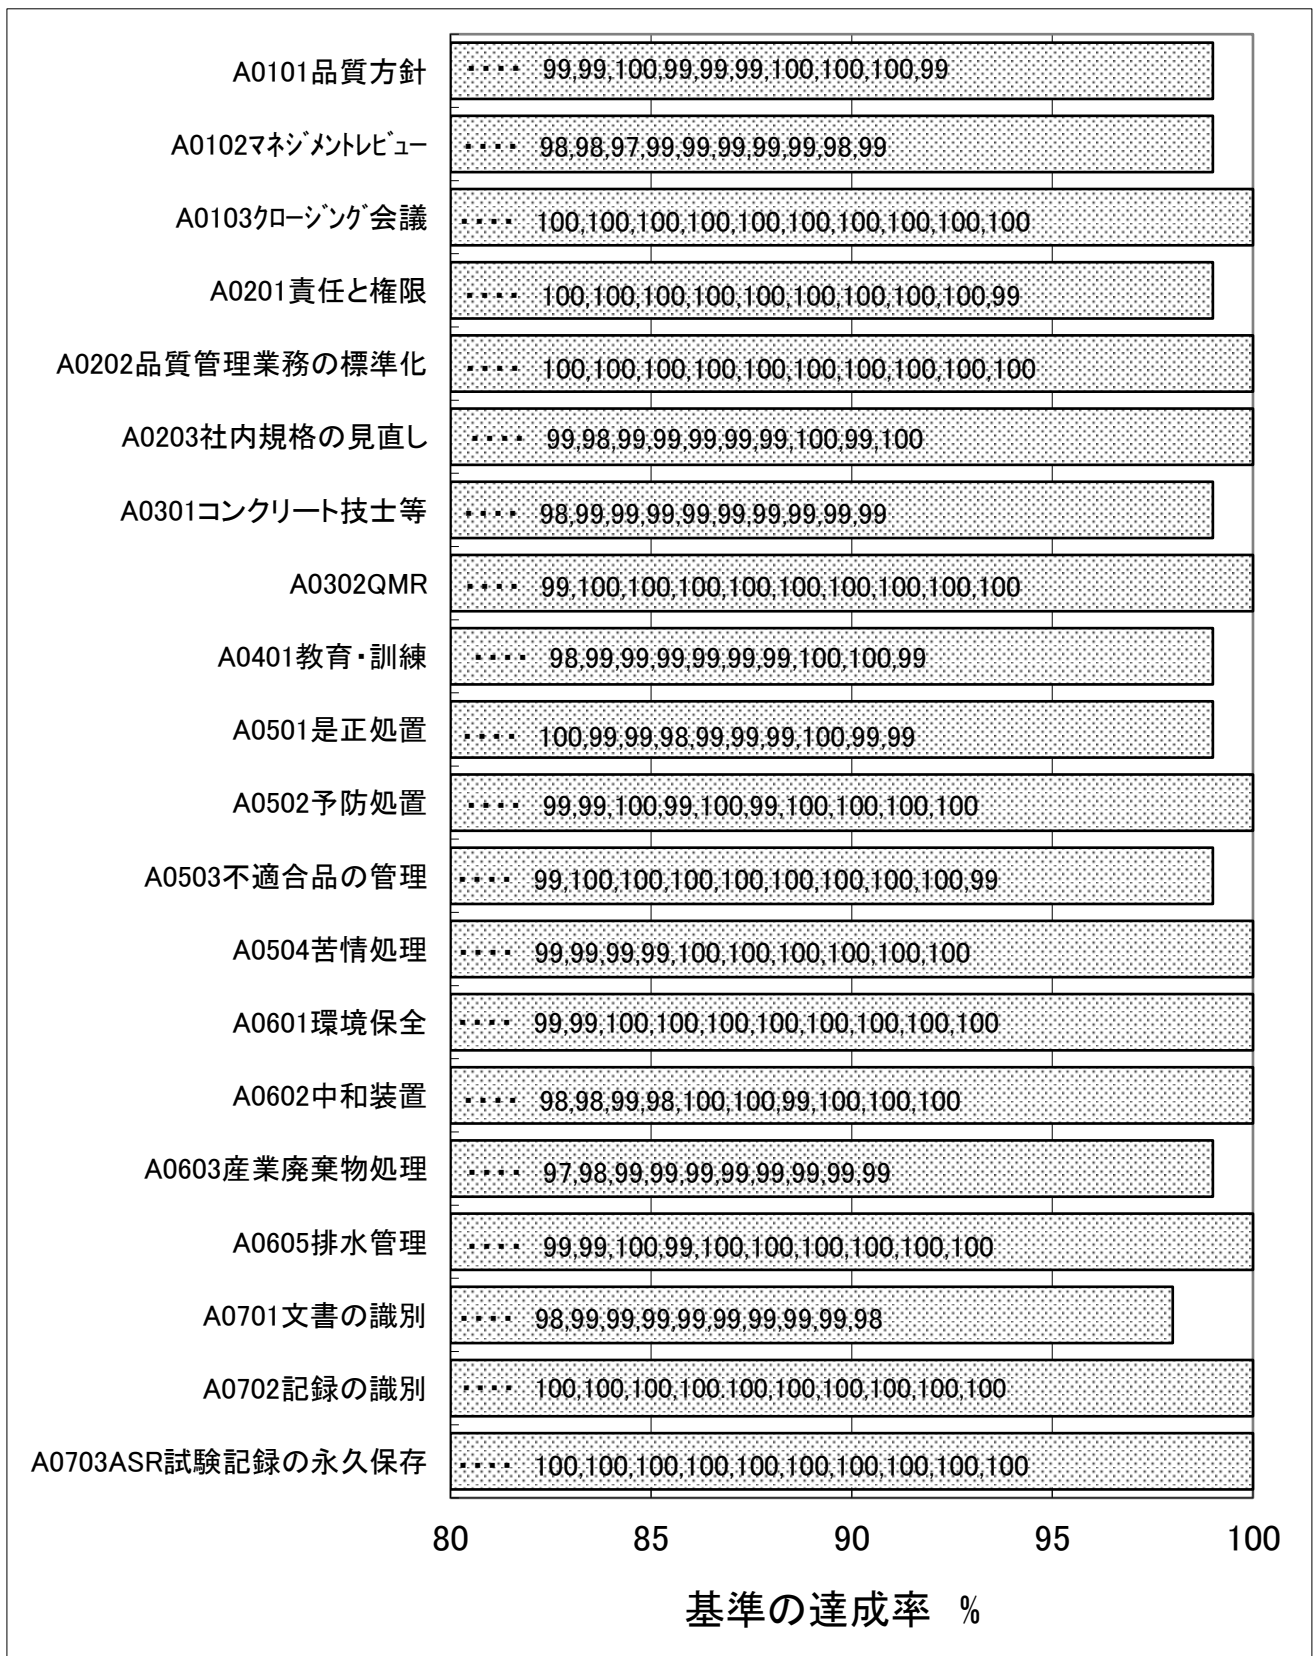 A0101品質方針 ････ 99,99,100,99,99,99,100,100,100,99
A0102ﾏﾈｼﾞﾒﾝﾄﾚﾋﾞｭｰ ････ 98,98,97,99,99,99,99,99,98,99
A0103ｸﾛｰｼﾞﾝｸﾞ会議 ････ 100,100,100,100,100,100,100,100,100,100
A0201責任と権限 ････ 100,100,100,100,100,100,100,100,100,99
A0202品質管理業務の標準化 ････ 100,100,100,100,100,100,100,100,100,100
A0203社内規格の見直し ････ 99,98,99,99,99,99,99,100,99,100
A0301コンクリート技士等 ････ 98,99,99,99,99,99,99,99,99,99
A0302QMR ････ 99,100,100,100,100,100,100,100,100,100
A0401教育・訓練 ････ 98,99,99,99,99,99,99,100,100,99
A0501是正処置 ････ 100,99,99,98,99,99,99,100,99,99
A0502予防処置 ････ 99,99,100,99,100,99,100,100,100,100
A0503不適合品の管理 ････ 99,100,100,100,100,100,100,100,100,99
A0504苦情処理 ････ 99,99,99,99,100,100,100,100,100,100
A0601環境保全 ････ 99,99,100,100,100,100,100,100,100,100
A0602中和装置 ････ 98,98,99,98,100,100,99,100,100,100
A0603産業廃棄物処理 ････ 97,98,99,99,99,99,99,99,99,99
A0605排水管理 ････ 99,99,100,99,100,100,100,100,100,100
A0701文書の識別 ････ 98,99,99,99,99,99,99,99,99,98
A0702記録の識別 ････ 100,100,100,100.100,100,100,100,100,100
A0703ASR試験記録の永久保存 ････ 100,100,100,100,100,100,100,100,100,100
80 85 90 95 100
基準の達成率 %